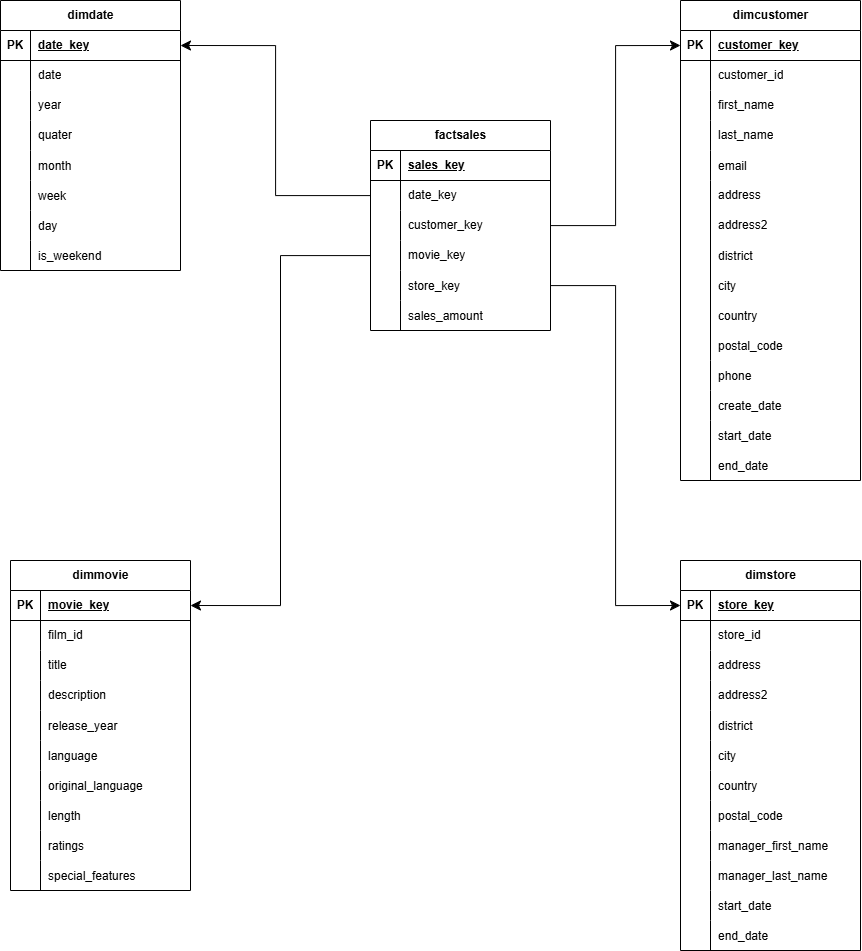 dimdate
PK date_key
date
year
quater
month
week
day
is_weekend
dimcustomer
PK customer_key
customer_id
first_name
last_name
email
address
address2
district
city
country
postal_code
phone
create_date
start_date
end_date
factsales
PK sales_key
date_key
customer_key
movie_key
store_key
sales_amount
dimmovie
PK movie_key
film_id
title
description
release_year
language
original_language
length
ratings
special_features
dimstore
PK store_key
store_id
address
address2
district
city
country
postal_code
manager_first_name
manager_last_name
start_date
end_date